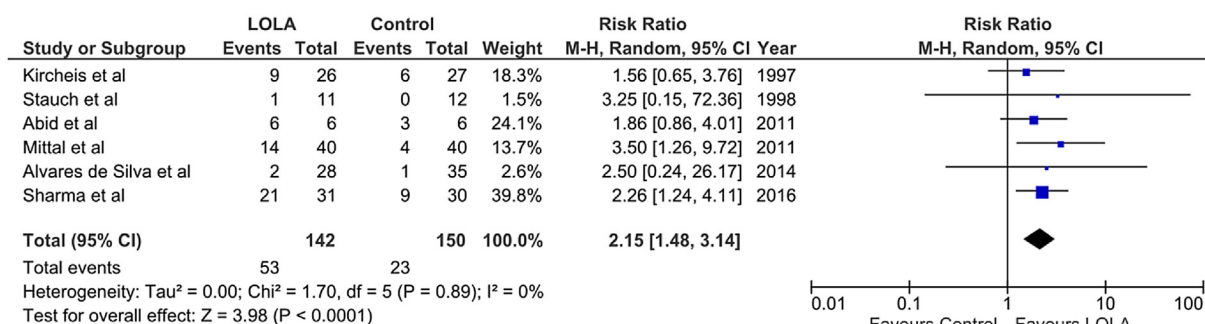 LOLA Control Risk Ratio Risk Ratio
Study or Subgroup Events Total Events Total Weight M-H, Random, 95% CI Year M-H, Random, 95% CI
Kircheis et al 9 26 6 27 18.3% 1.56 [0.65, 3.76] 1997
Stauch et al 1 11 0 12 1.5% 3.25 [0.15, 72.36] 1998
Abid et al 6 6 3 6 24.1% 1.86 [0.86, 4.01] 2011
Mittal et al 14 40 4 40 13.7% 3.50 [1.26, 9.72] 2011
Alvares de Silva et al 2 28 1 35 2.6% 2.50 [0.24, 26.17] 2014
Sharma et al 21 31 9 30 39.8% 2.26 [1.24, 4.11] 2016
Total (95% CI) 142 150 100.0% 2.15 [1.48, 3.14]
Total events 53 23
Heterogeneity: Tau² = 0.00; Chi² = 1.70, df = 5 (P = 0.89); I² = 0%
Test for overall effect: Z = 3.98 (P < 0.0001)
0.01 0.1 1 10 100
Favours Control Favours LOLA